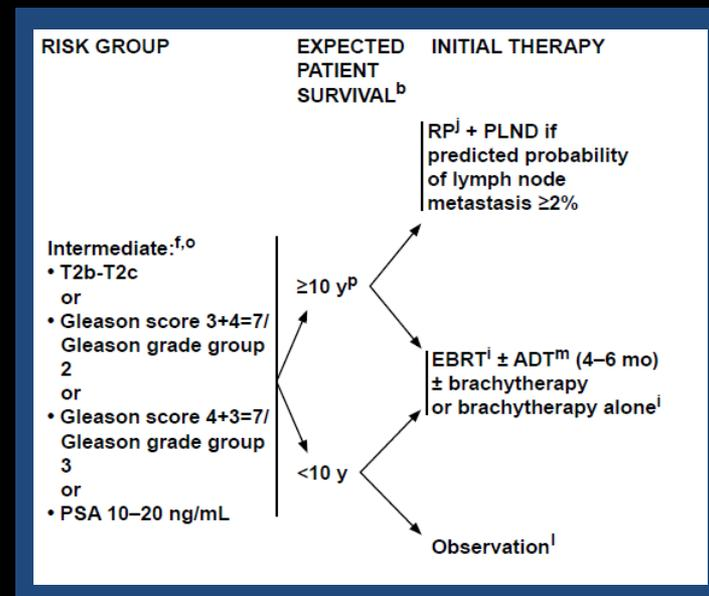 RISK GROUP
EXPECTED
PATIENT
SURVIVALᵇ
INITIAL THERAPY
RPʲ + PLND if
predicted probability
of lymph node
metastasis ≥2%
Intermediate:ᶠ,ᵒ
• T2b-T2c
or
• Gleason score 3+4=7/
Gleason grade group
2
or
• Gleason score 4+3=7/
Gleason grade group
3
or
• PSA 10–20 ng/mL
≥10 yᵖ
<10 y
EBRTⁱ ± ADTᵐ (4–6 mo)
± brachytherapy
or brachytherapy aloneⁱ
Observationˡ